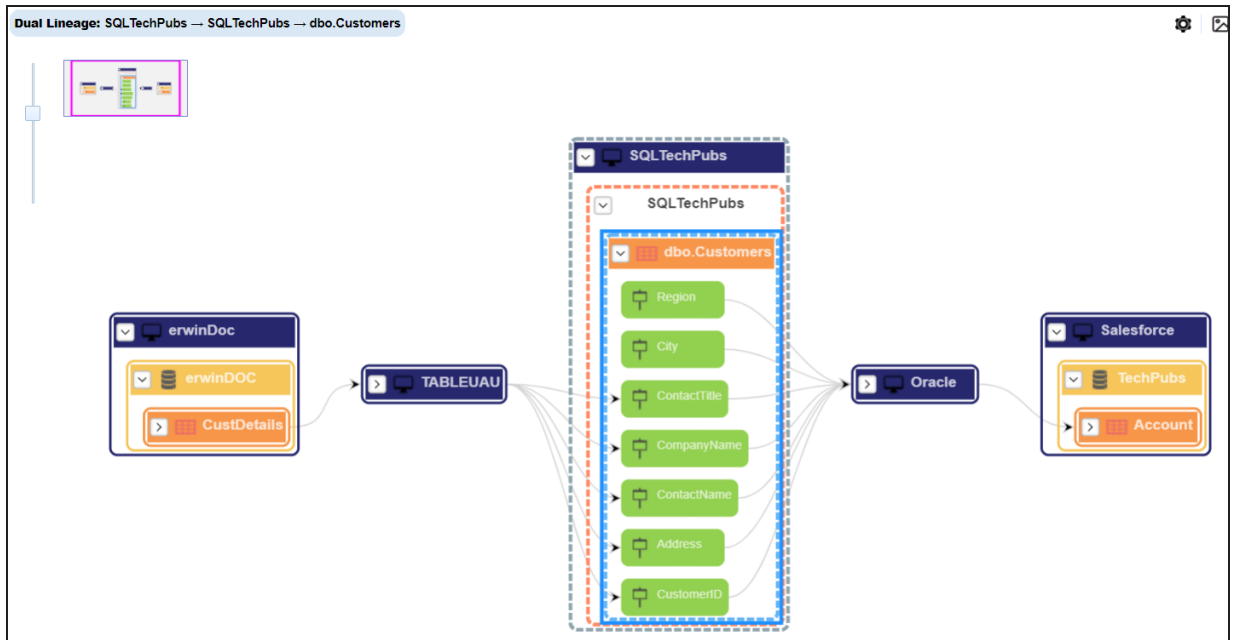 Dual Lineage: SQLTechPubs → SQLTechPubs → dbo.Customers
SQLTechPubs
SQLTechPubs
dbo.Customers
Region
City
ContactTitle
CompanyName
ContactName
Address
CustomerID
erwinDoc
erwinDOC
CustDetails
TABLEUAU
Oracle
Salesforce
TechPubs
Account